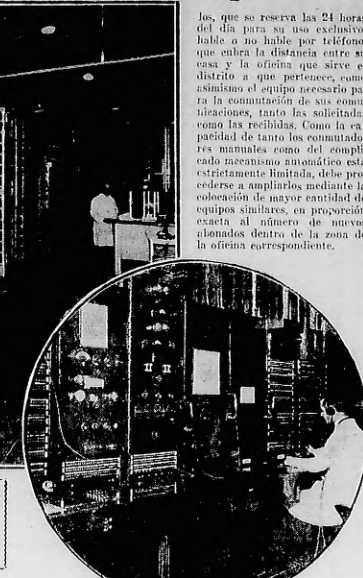 los, que se reserva las 24 horas
del día para su uso exclusivo,
hable o no hable por teléfono,
que cubra la distancia entre su
casa y la oficina que sirve el
distrito a que pertenece, como
asimismo el equipo necesario pa-
ra la conmutación de sus comu-
nicaciones, tanto las solicitadas
como las recibidas. Como la ca-
pacidad de tanto los conmutado-
res manuales como del compli-
cado mecanismo automático está
estrictamente limitada, debe pro-
cederse a ampliarlos mediante la
colocación de mayor cantidad de
equipos similares, en proporción
exacta al número de nuevos
abonados dentro de la zona de
la oficina correspondiente.